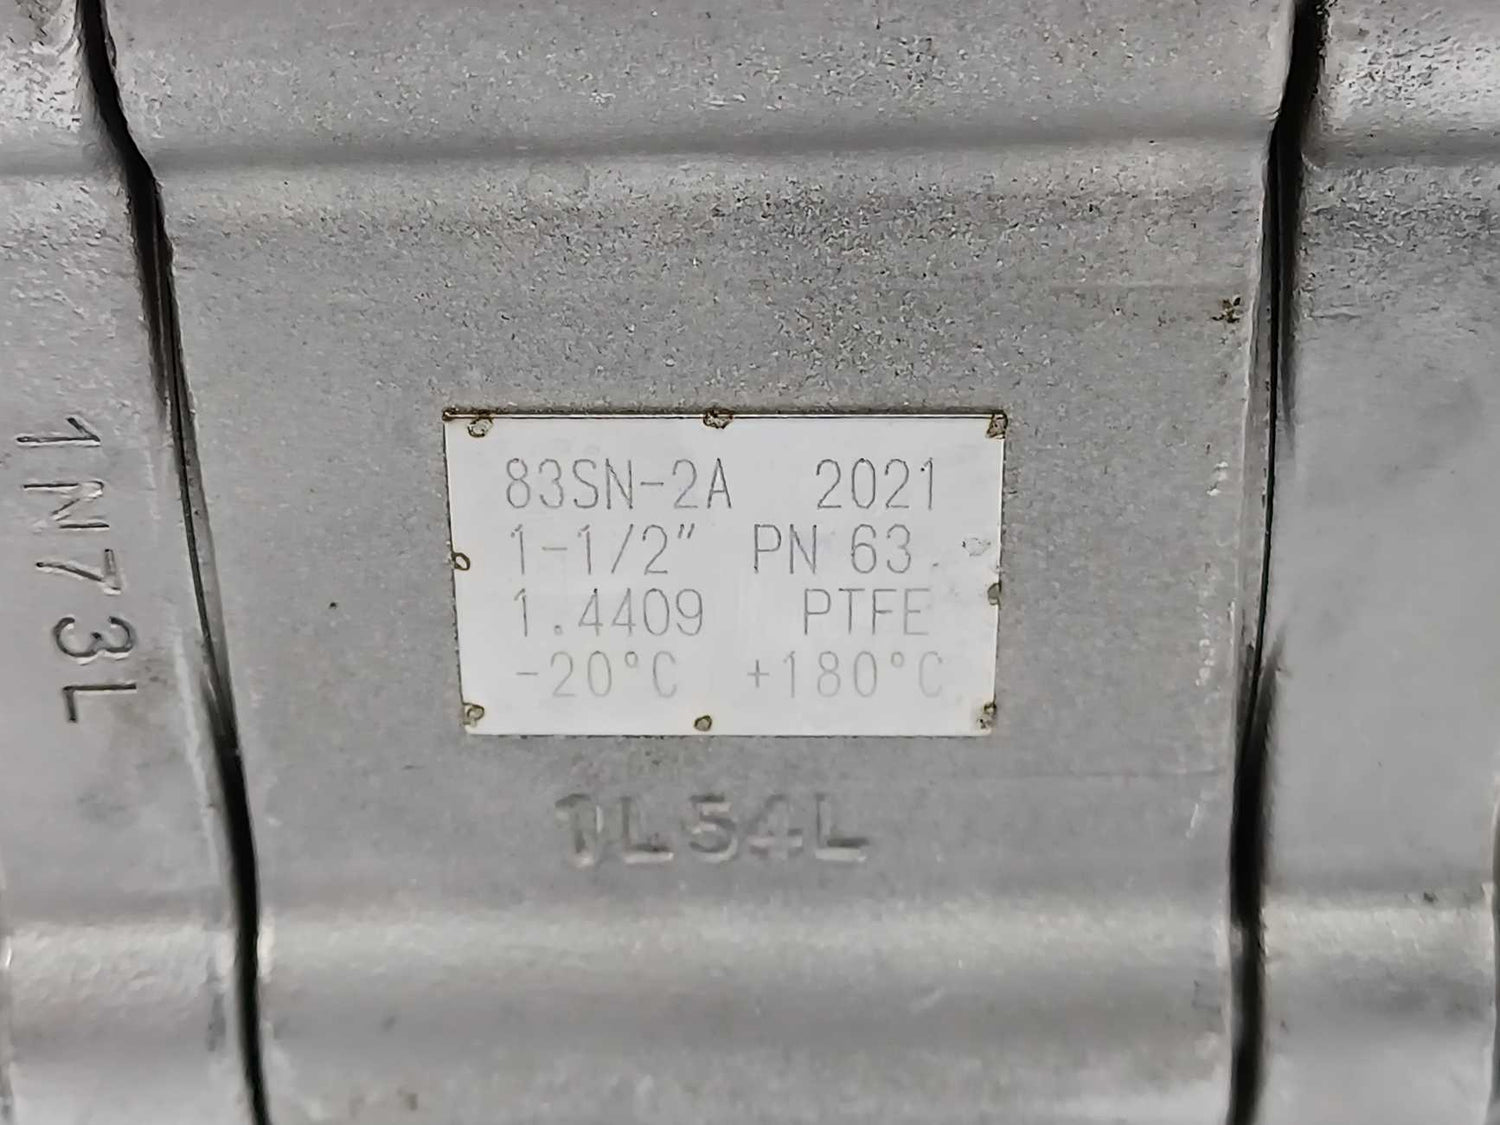 83SN-2A 2021
1-1/2" PN 63
1.4409 PTFE
-20°C +180°C
1L54L
1N73L